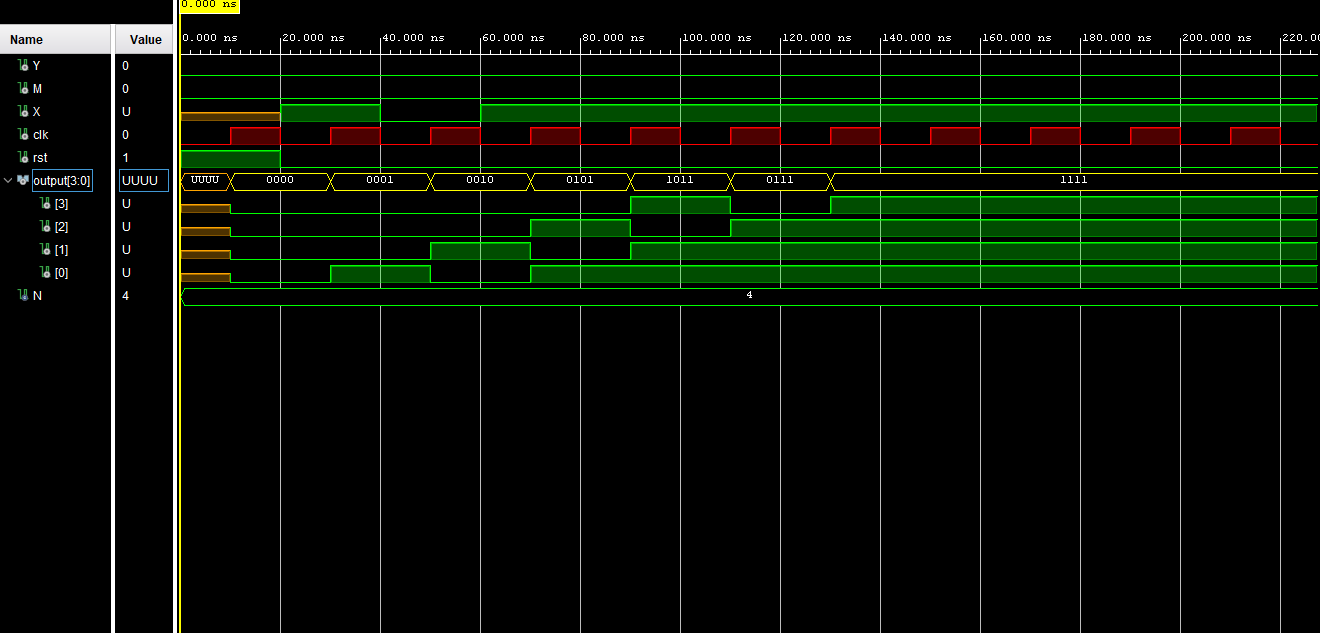 0.000 ns
Name Value 0.000 ns 20.000 ns 40.000 ns 60.000 ns 80.000 ns 100.000 ns 120.000 ns 140.000 ns 160.000 ns 180.000 ns 200.000 ns 220.0
Y 0
M 0
X U
clk 0
rst 1
output[3:0] UUUU UUUU 0000 0001 0010 0101 1011 0111 1111
[3] U
[2] U
[1] U
[0] U
N 4 4